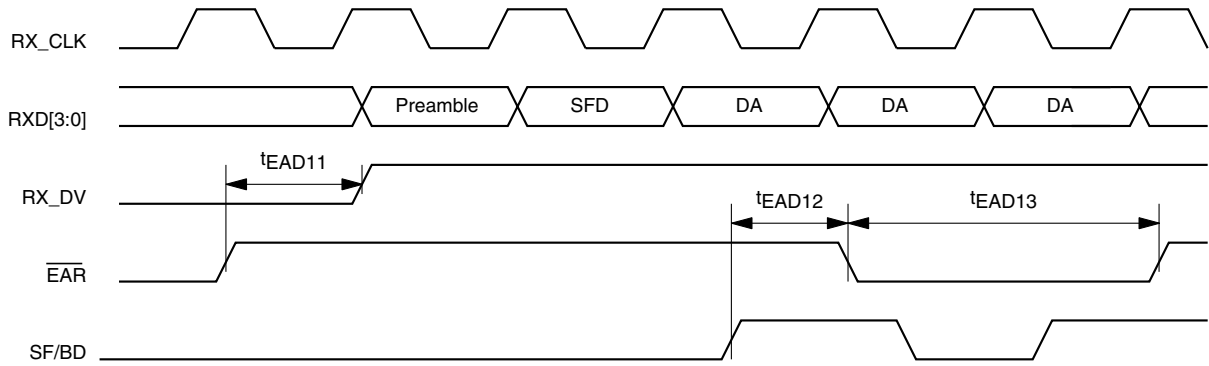 RX_CLK
RXD[3:0]
Preamble
SFD
DA
DA
DA
RX_DV
tEAD11
tEAD12
tEAD13
EAR
SF/BD